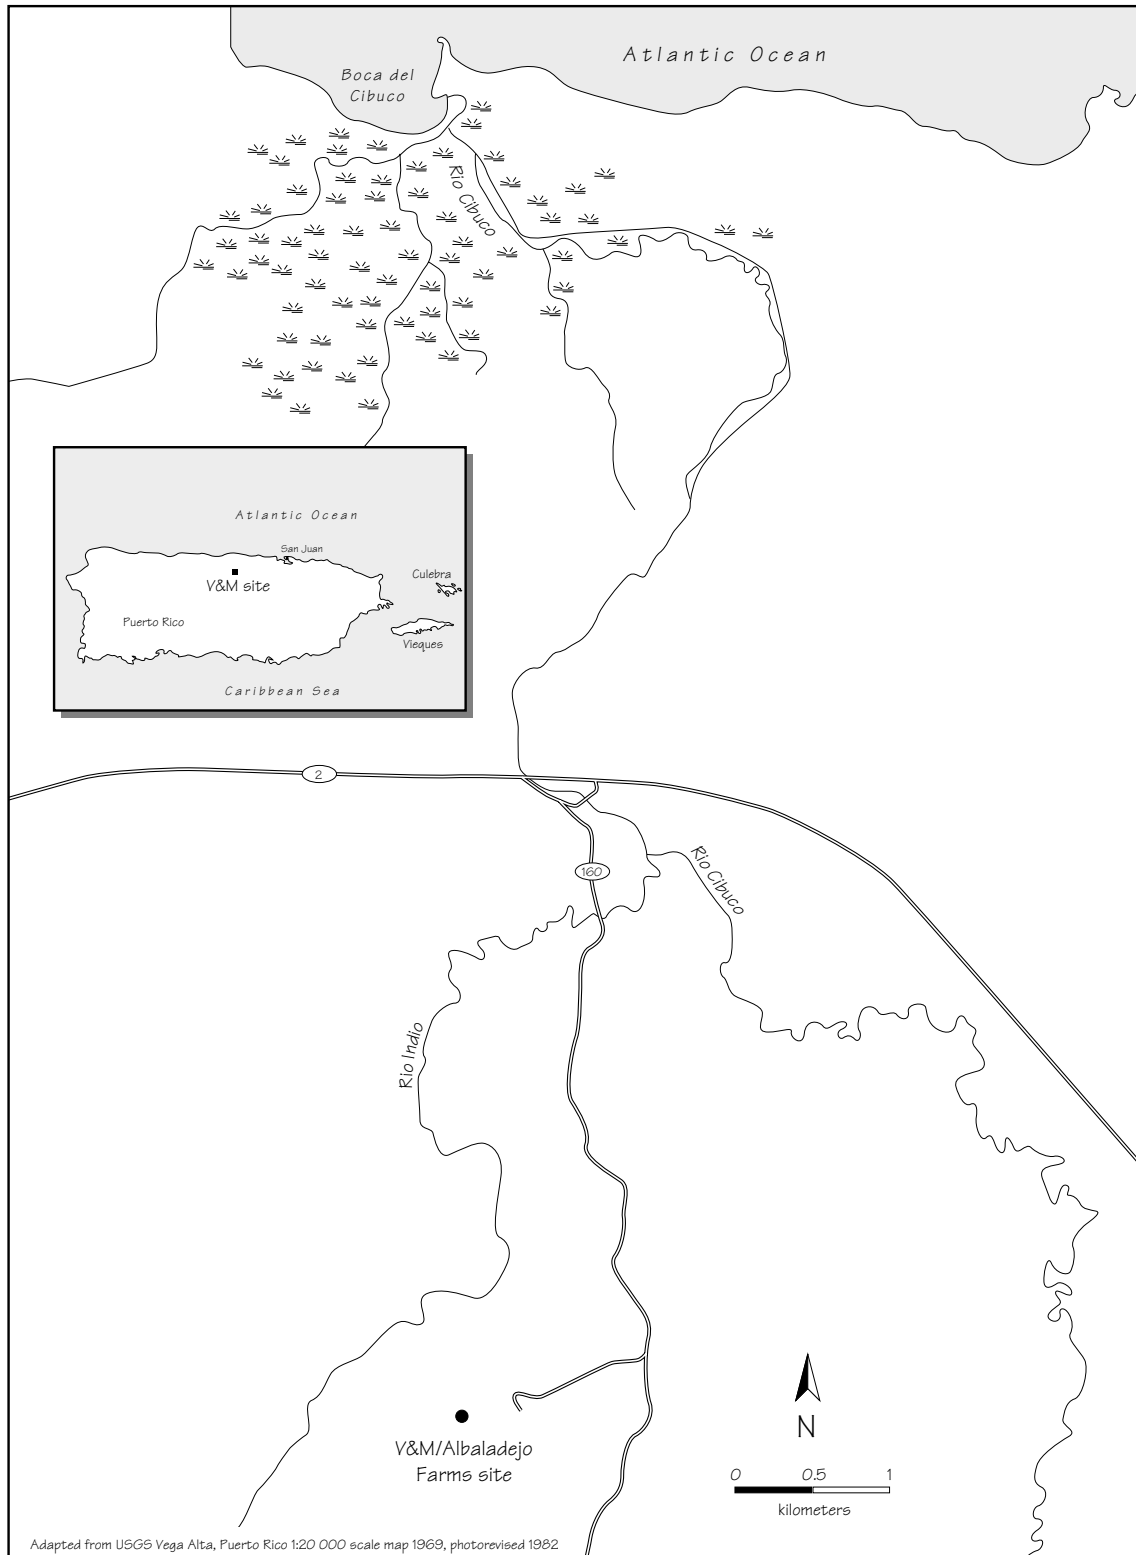 Atlantic Ocean
Boca del
Cibuco
Rio Cibuco
Atlantic Ocean
San Juan
Culebra
V&M site
Puerto Rico
Vieques
Caribbean Sea
2
160
Rio Cibuco
Rio Indio
N
V&M/Albaladejo
Farms site
0 0.5 1
kilometers
Adapted from USGS Vega Alta, Puerto Rico 1:20 000 scale map 1969, photorevised 1982